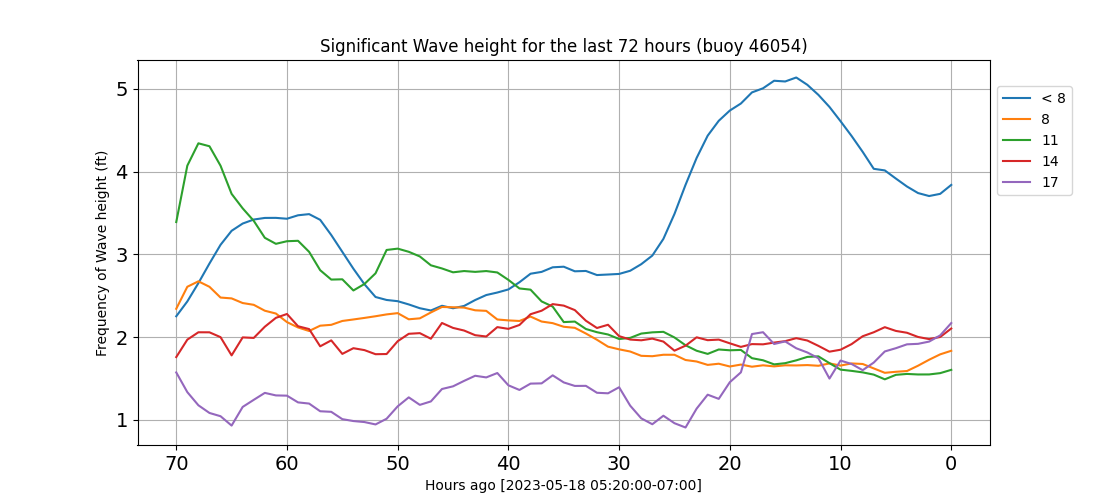 Significant Wave height for the last 72 hours (buoy 46054)
Frequency of Wave height (ft)
5
4
3
2
1
70 60 50 40 30 20 10 0
Hours ago [2023-05-18 05:20:00-07:00]
< 8
8
11
14
17